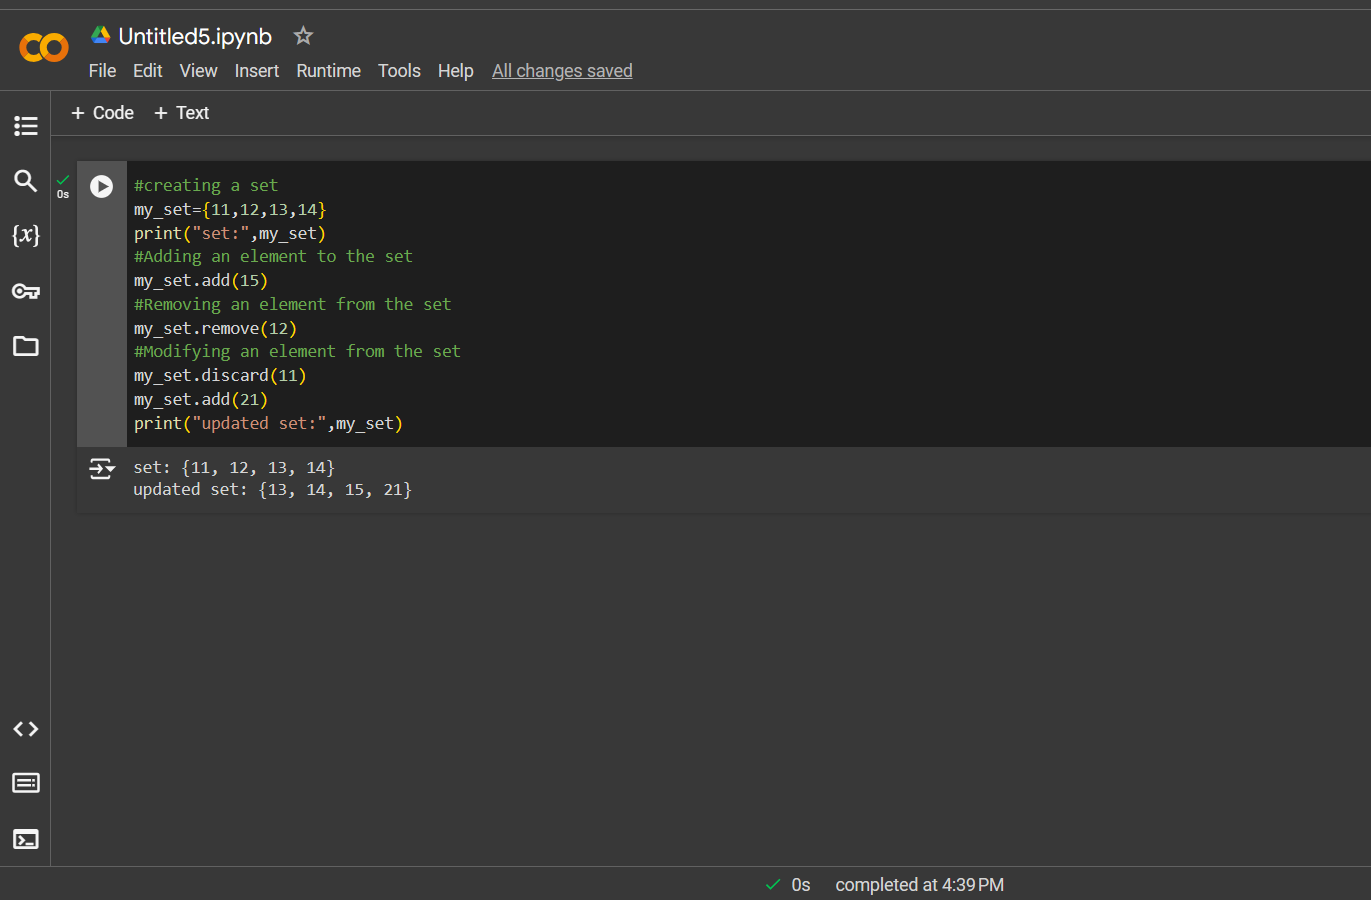 Untitled5.ipynb
File Edit View Insert Runtime Tools Help All changes saved
+ Code + Text
0s
#creating a set
my_set={11,12,13,14}
print("set:",my_set)
#Adding an element to the set
my_set.add(15)
#Removing an element from the set
my_set.remove(12)
#Modifying an element from the set
my_set.discard(11)
my_set.add(21)
print("updated set:",my_set)
set: {11, 12, 13, 14}
updated set: {13, 14, 15, 21}
0s completed at 4:39 PM